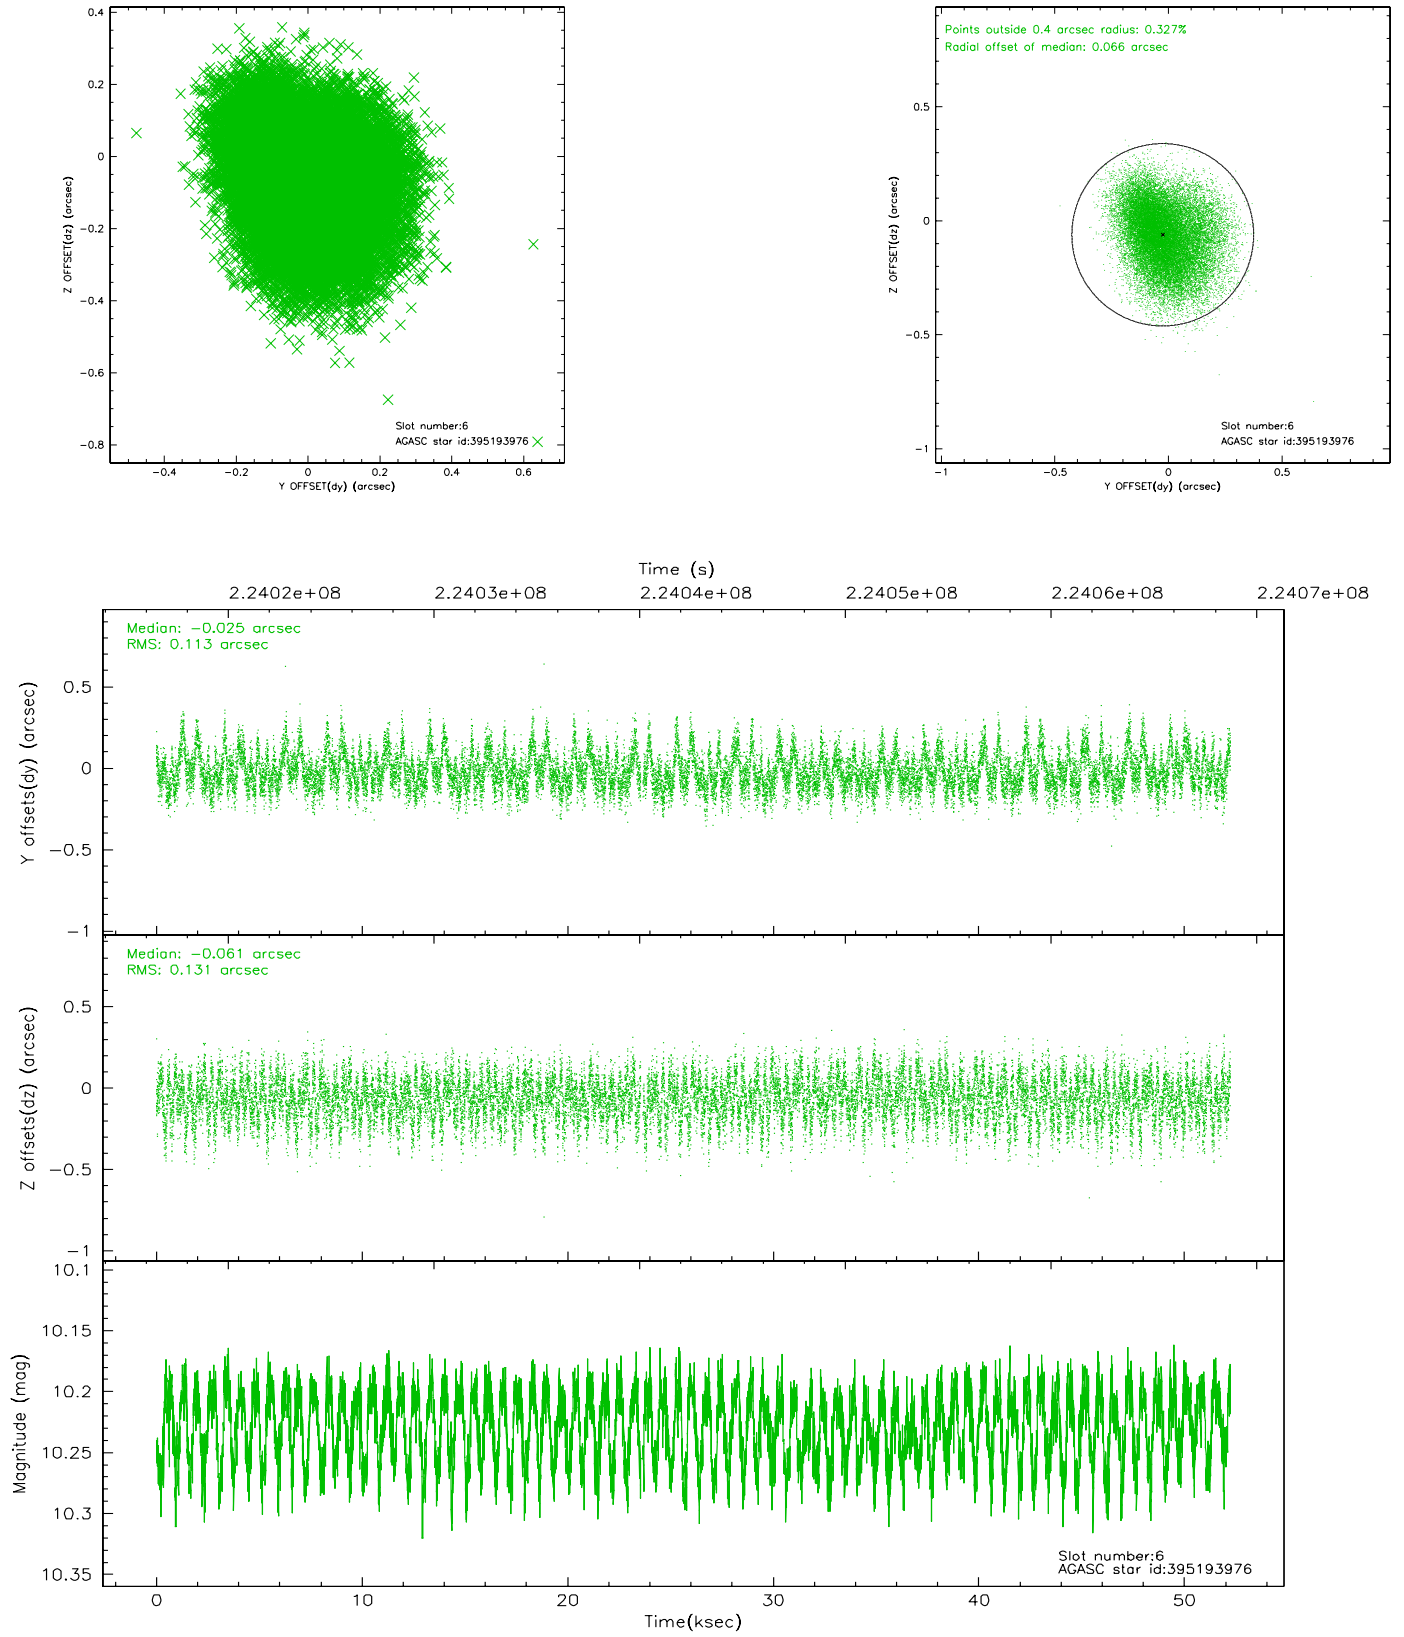 0.4
0.2
0
−0.2
−0.4
−0.6
−0.8
Z OFFSET(dz) (arcsec)
−0.4 −0.2 0 0.2 0.4 0.6
Y OFFSET(dy) (arcsec)
Slot number:6
AGASC star id:395193976
Points outside 0.4 arcsec radius: 0.327%
Radial offset of median: 0.066 arcsec
0.5
0
−0.5
−1
Z OFFSET(dz) (arcsec)
−1 −0.5 0 0.5
Y OFFSET(dy) (arcsec)
Slot number:6
AGASC star id:395193976
Time (s)
2.2402e+08 2.2403e+08 2.2404e+08 2.2405e+08 2.2406e+08 2.2407e+08
Median: −0.025 arcsec
RMS: 0.113 arcsec
0.5
0
−0.5
−1
Y offsets(dy) (arcsec)
Median: −0.061 arcsec
RMS: 0.131 arcsec
0.5
0
−0.5
−1
Z offsets(dz) (arcsec)
10.1
10.15
10.2
10.25
10.3
10.35
Magnitude (mag)
Slot number:6
AGASC star id:395193976
0 10 20 30 40 50
Time(ksec)